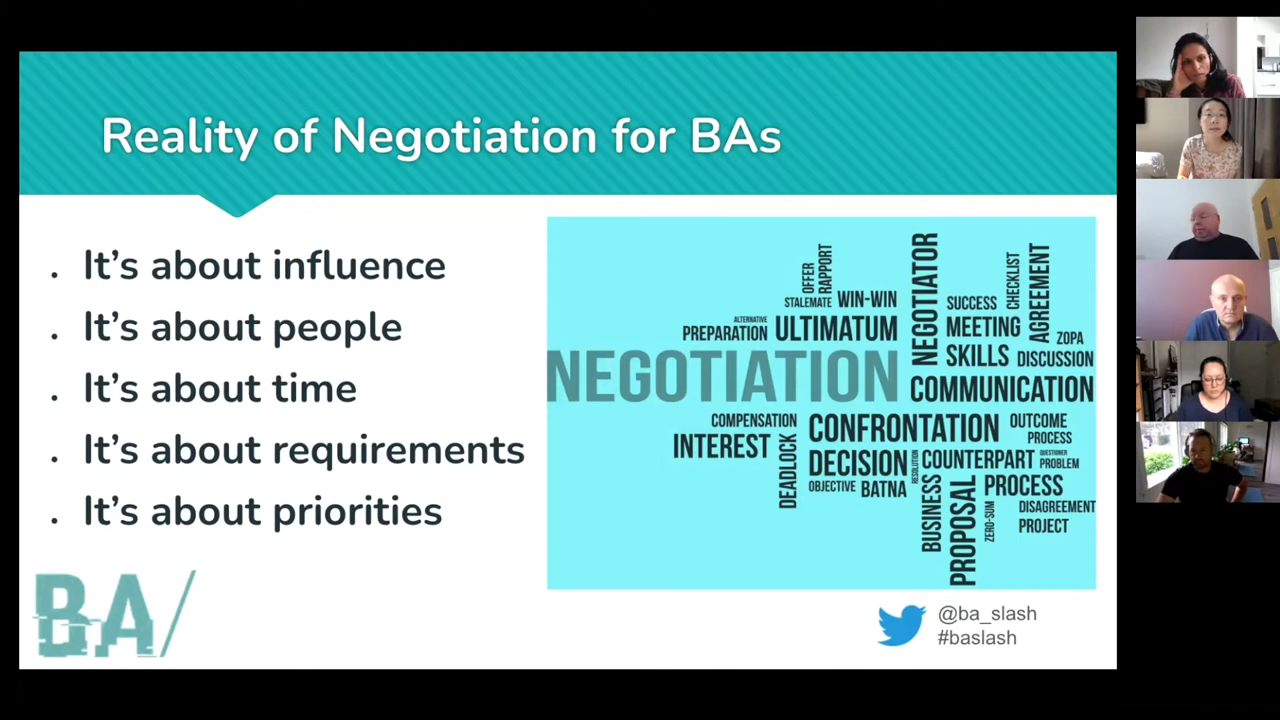 Reality of Negotiation for BAs
. It’s about influence
. It’s about people
. It’s about time
. It’s about requirements
. It’s about priorities
OFFER
RAPPORT
STALEMATE
WIN-WIN
ALTERNATIVE
PREPARATION
ULTIMATUM
NEGOTIATION
NEGOTIATOR
SUCCESS
CHECKLIST
AGREEMENT
MEETING
ZOPA
SKILLS
DISCUSSION
COMMUNICATION
COMPENSATION
INTEREST
DEADLOCK
CONFRONTATION
OUTCOME
PROCESS
DECISION
RESOLUTION
COUNTERPART
QUESTIONER
PROBLEM
OBJECTIVE
BATNA
BUSINESS
PROPOSAL
PROCESS
ZERO-SUM
DISAGREEMENT
PROJECT
BA/
@ba_slash
#baslash